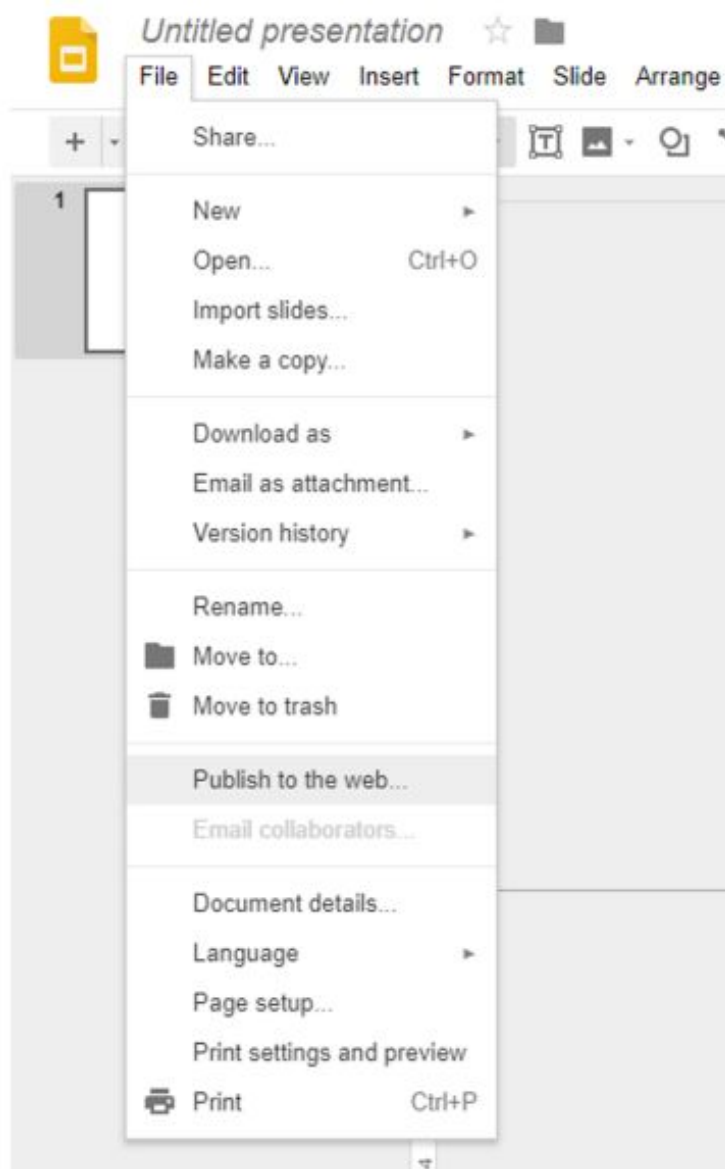 Untitled presentation
File Edit View Insert Format Slide Arrange
Share...
1
New
Open... Ctrl+O
Import slides...
Make a copy...
Download as
Email as attachment...
Version history
Rename...
Move to...
Move to trash
Publish to the web...
Email collaborators...
Document details...
Language
Page setup...
Print settings and preview
Print Ctrl+P
4